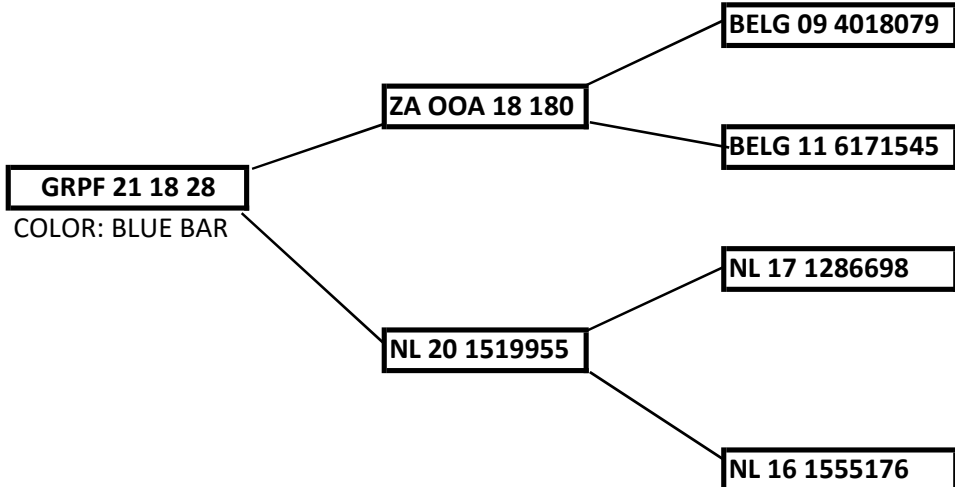 BELG 09 4018079
ZA OOA 18 180
BELG 11 6171545
GRPF 21 18 28
COLOR: BLUE BAR
NL 17 1286698
NL 20 1519955
NL 16 1555176